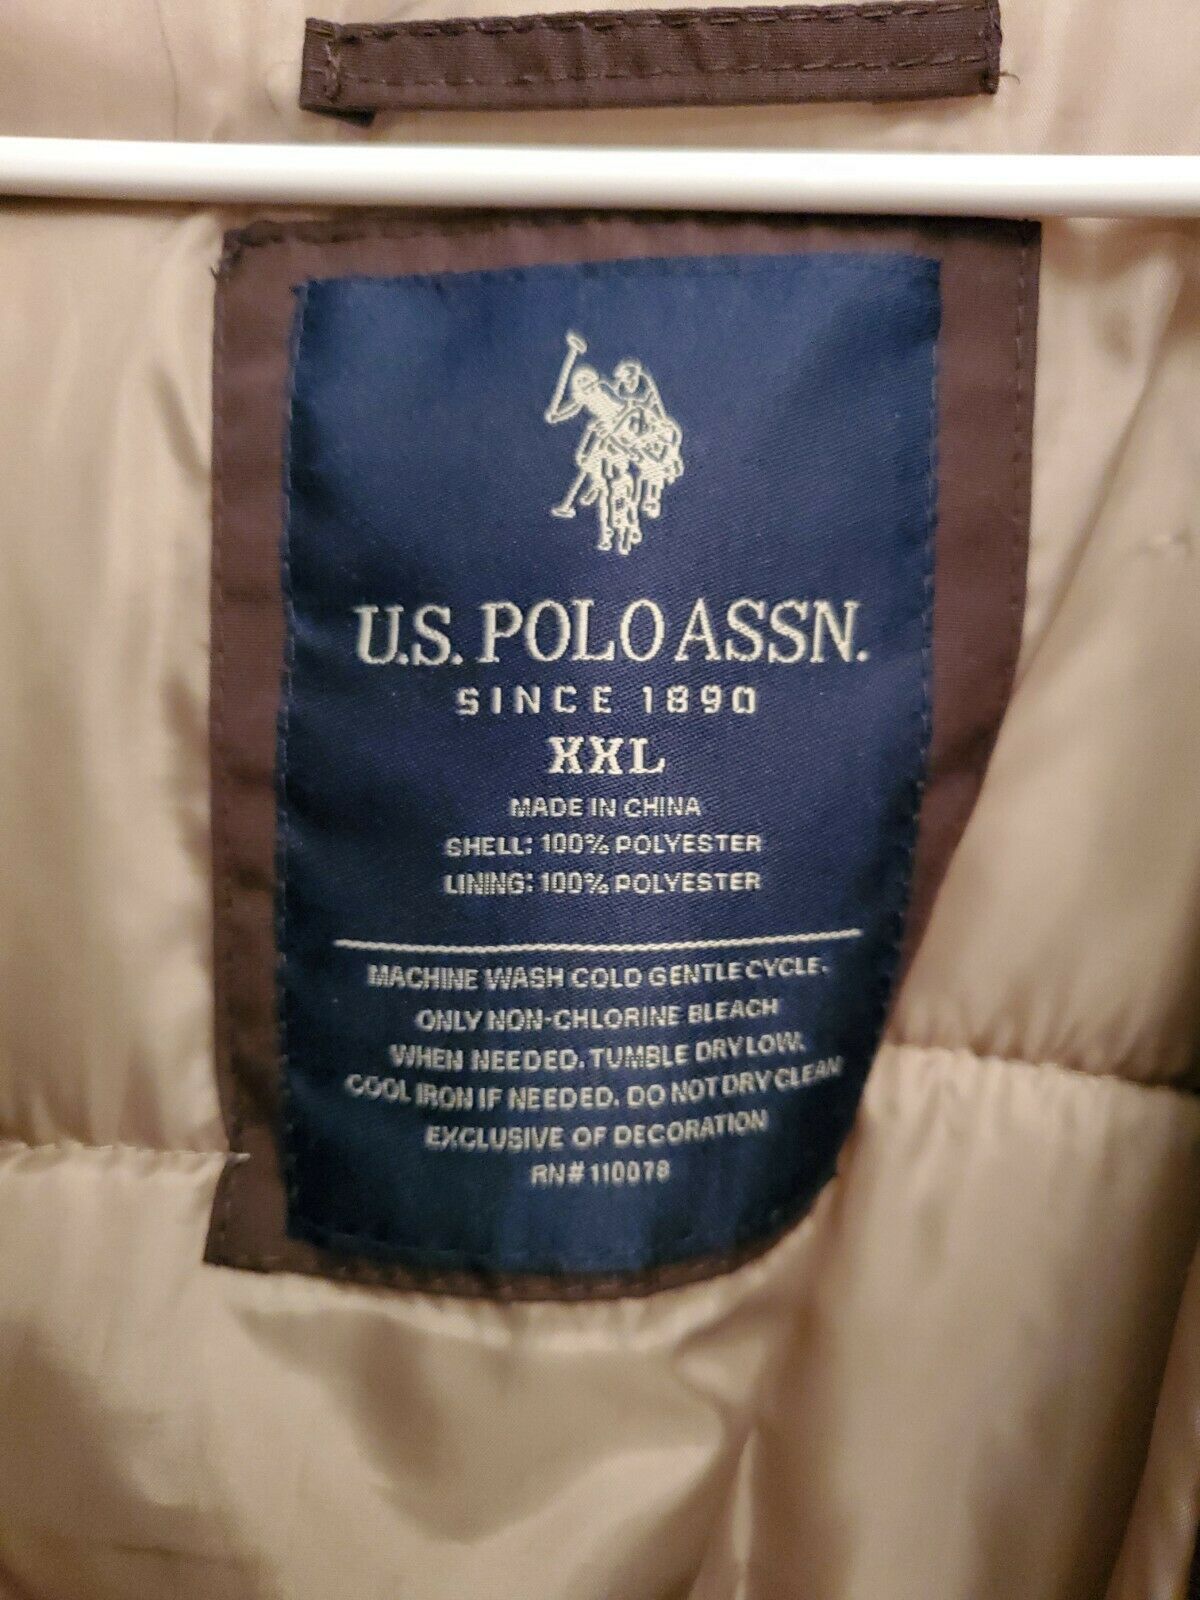 U.S. POLO ASSN.
SINCE 1890
XXL
MADE IN CHINA
SHELL: 100% POLYESTER
LINING: 100% POLYESTER
MACHINE WASH COLD GENTLE CYCLE.
ONLY NON-CHLORINE BLEACH
WHEN NEEDED. TUMBLE DRY LOW.
COOL IRON IF NEEDED. DO NOT DRY CLEAN
EXCLUSIVE OF DECORATION
RN# 110078